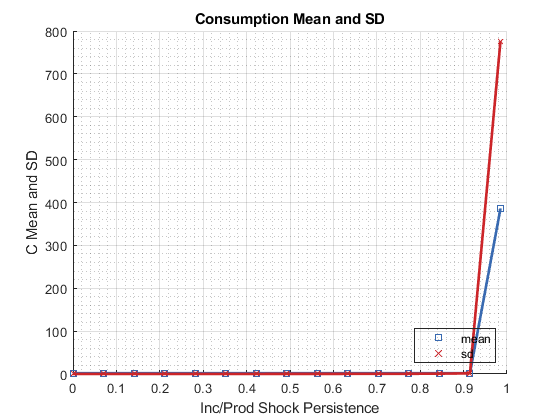 Consumption Mean and SD
800
700
600
500
400
300
200
100
0
C Mean and SD
mean
sd
0 0.1 0.2 0.3 0.4 0.5 0.6 0.7 0.8 0.9 1
Inc/Prod Shock Persistence